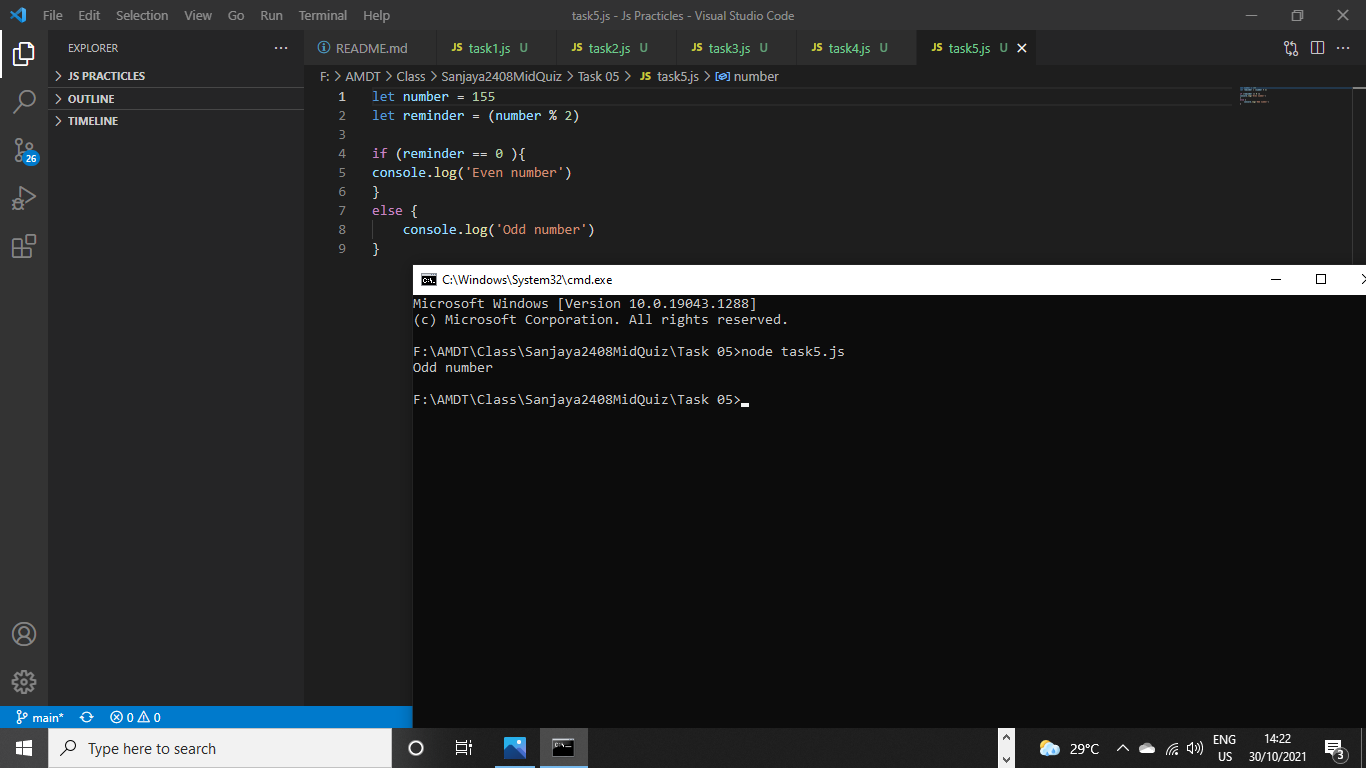 File Edit Selection View Go Run Terminal Help task5.js - Js Practicles - Visual Studio Code
EXPLORER
JS PRACTICLES
OUTLINE
TIMELINE
26
README.md JS task1.js U JS task2.js U JS task3.js U JS task4.js U JS task5.js U
F: > AMDT > Class > Sanjaya2408MidQuiz > Task 05 > JS task5.js > number
1 let number = 155
2 let reminder = (number % 2)
3
4 if (reminder == 0 ){
5 console.log('Even number')
6 }
7 else {
8 console.log('Odd number')
9 }
C:\Windows\System32\cmd.exe
Microsoft Windows [Version 10.0.19043.1288]
(c) Microsoft Corporation. All rights reserved.
F:\AMDT\Class\Sanjaya2408MidQuiz\Task 05>node task5.js
Odd number
F:\AMDT\Class\Sanjaya2408MidQuiz\Task 05>
main* 0 0
Type here to search
29°C
ENG
US
14:22
30/10/2021
3